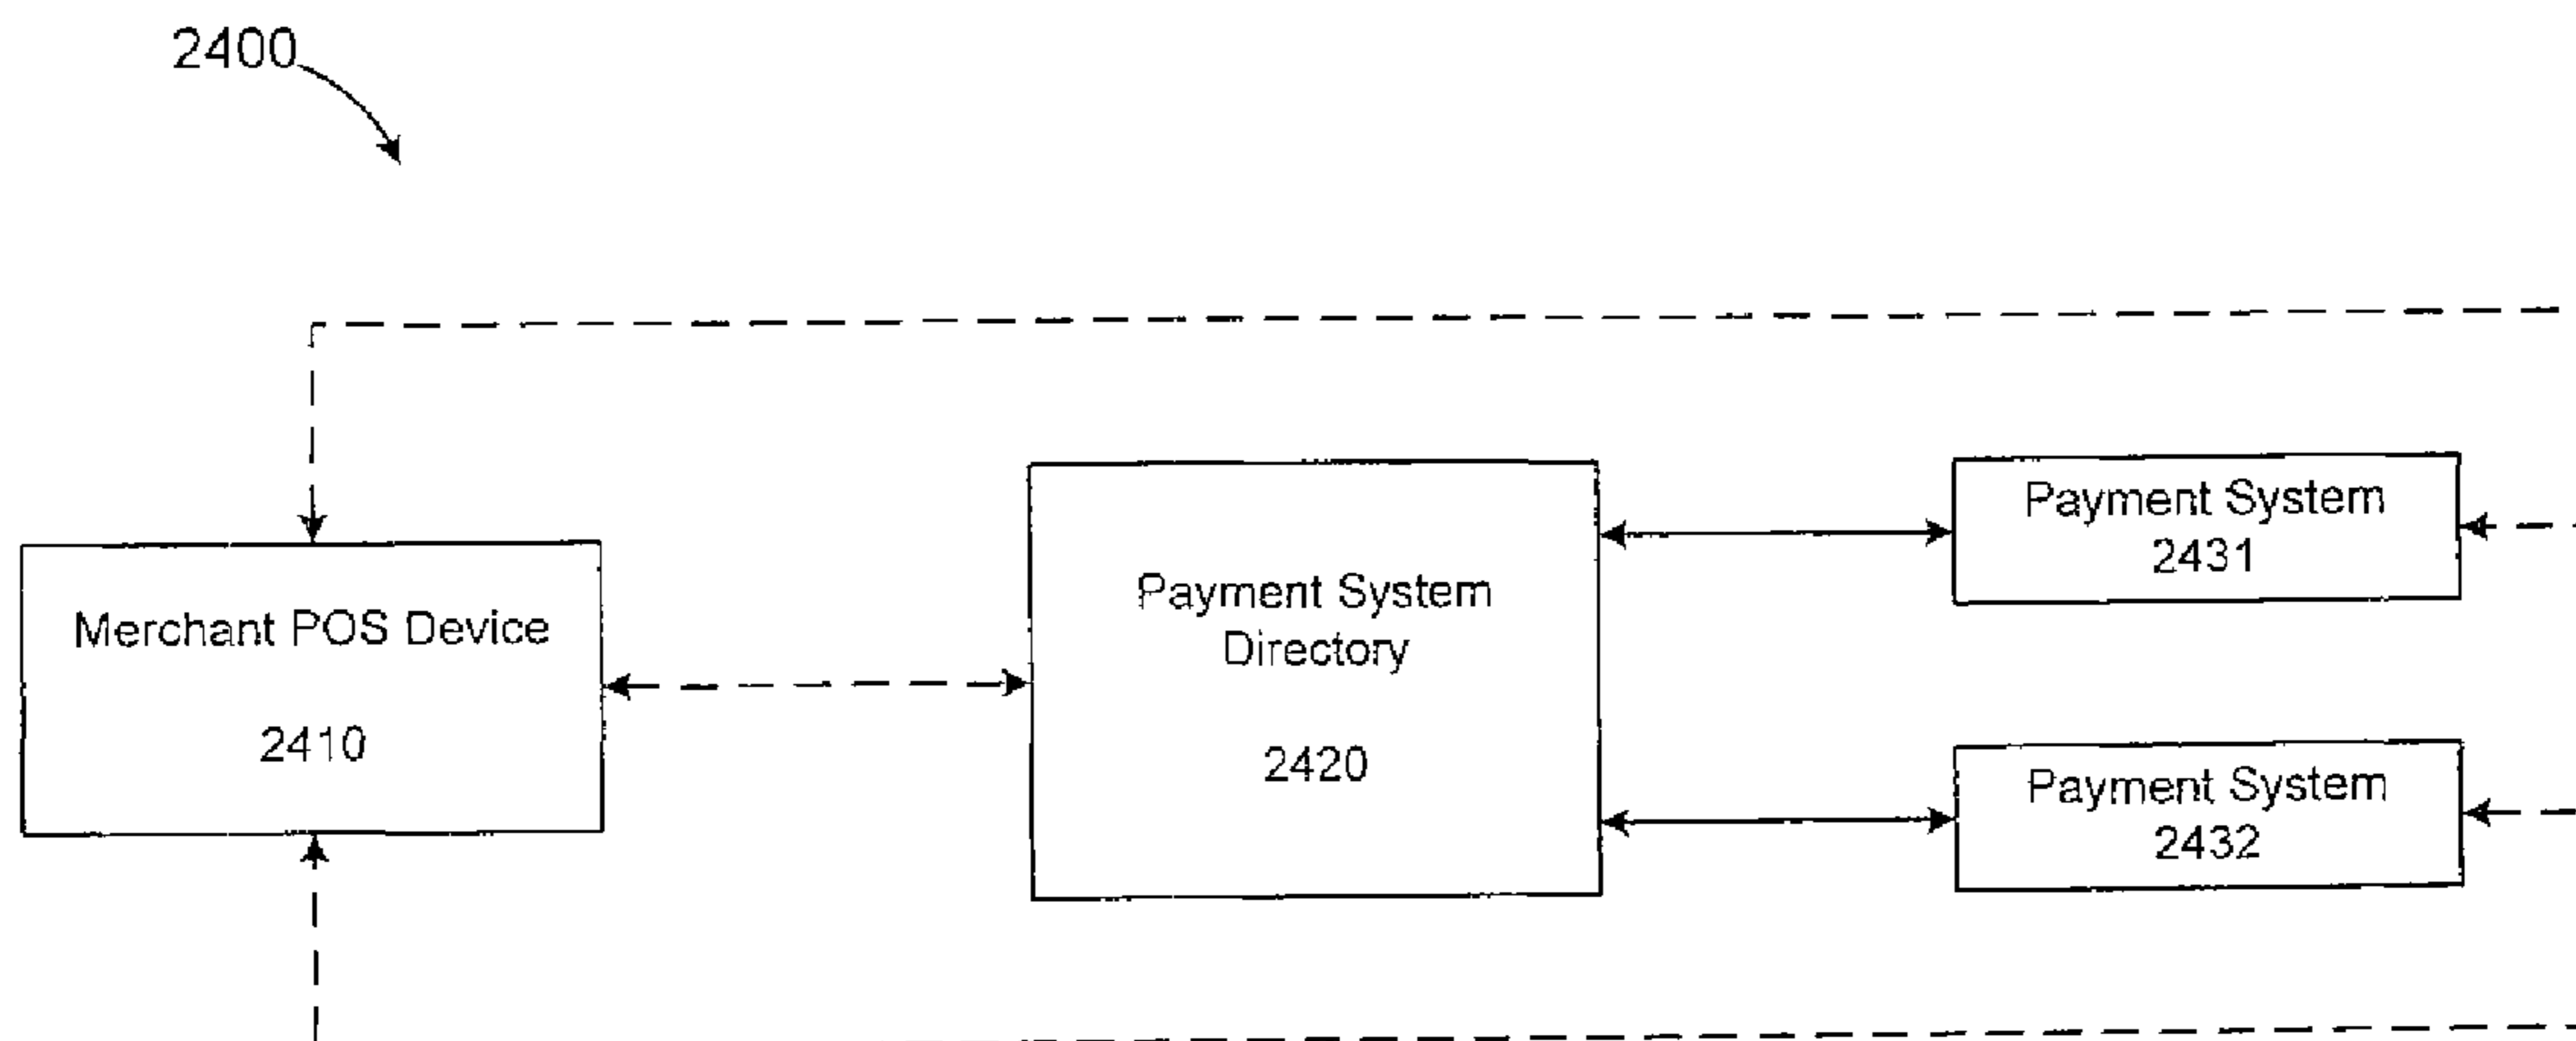 2400
Merchant POS Device
2410
Payment System
Directory
2420
Payment System
2431
Payment System
2432